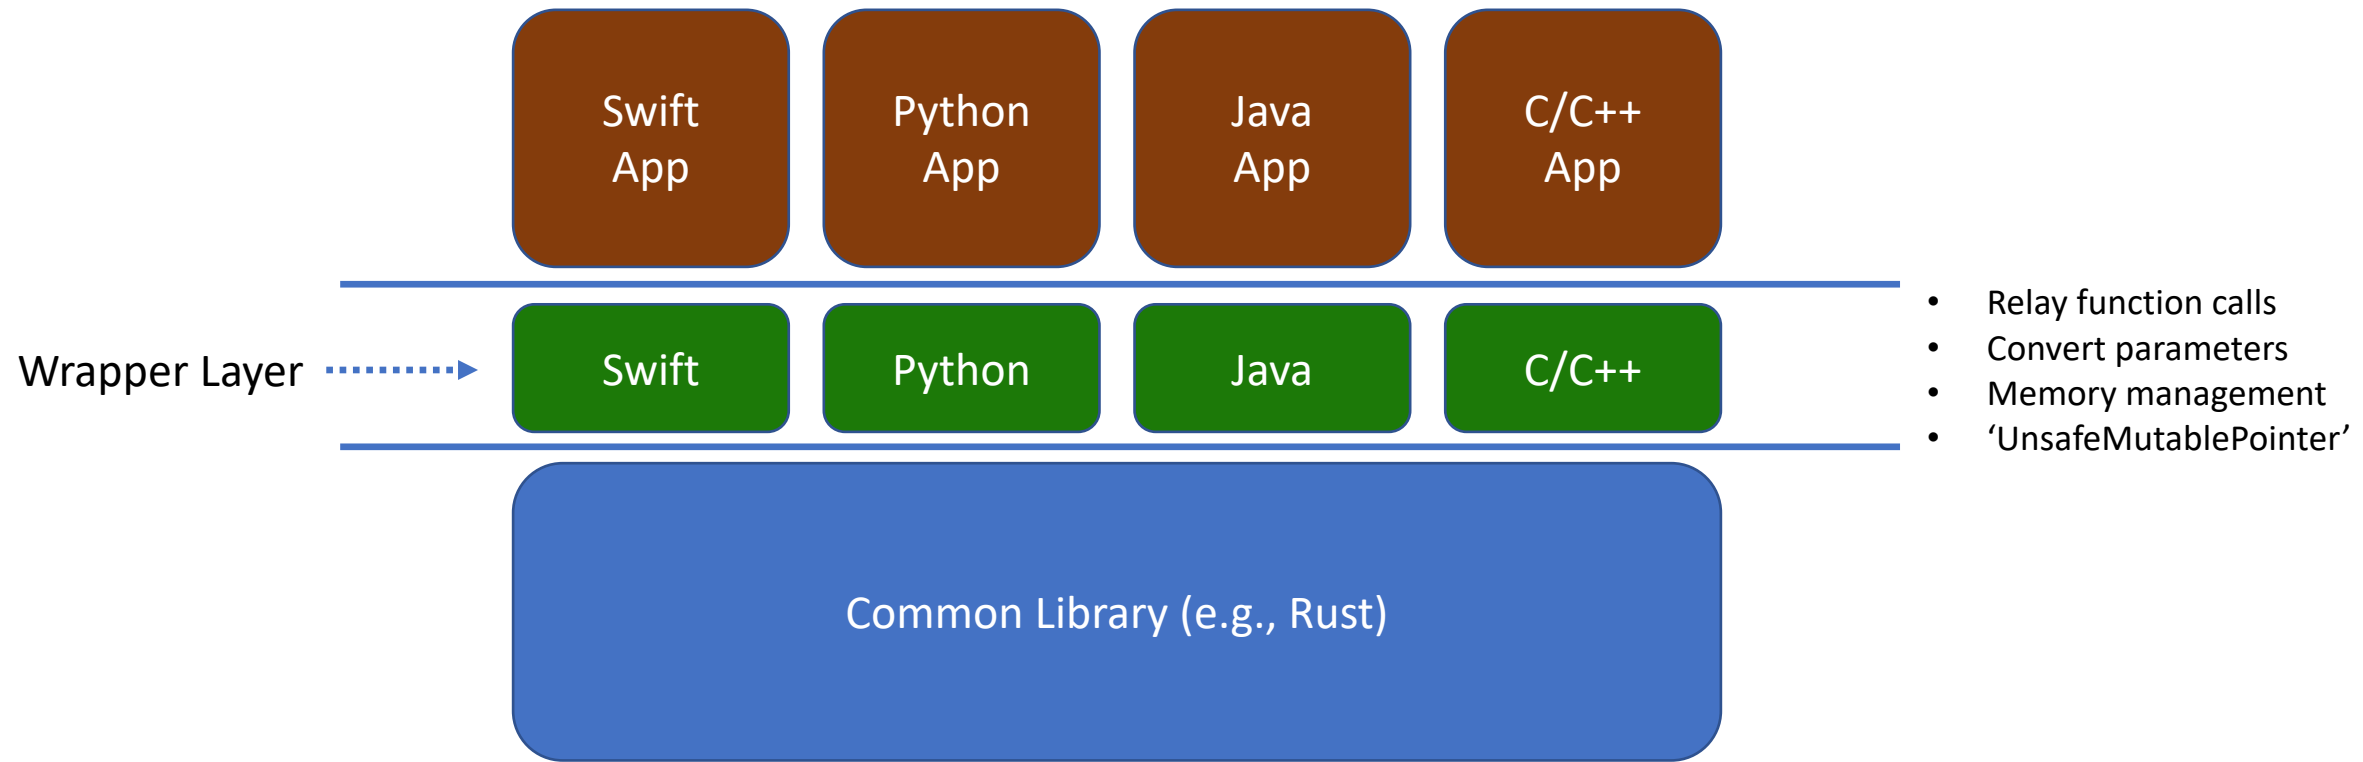 Swift
App
Python
App
Java
App
C/C++
App
Wrapper Layer
Swift
Python
Java
C/C++
• Relay function calls
• Convert parameters
• Memory management
• ‘UnsafeMutablePointer’
Common Library (e.g., Rust)